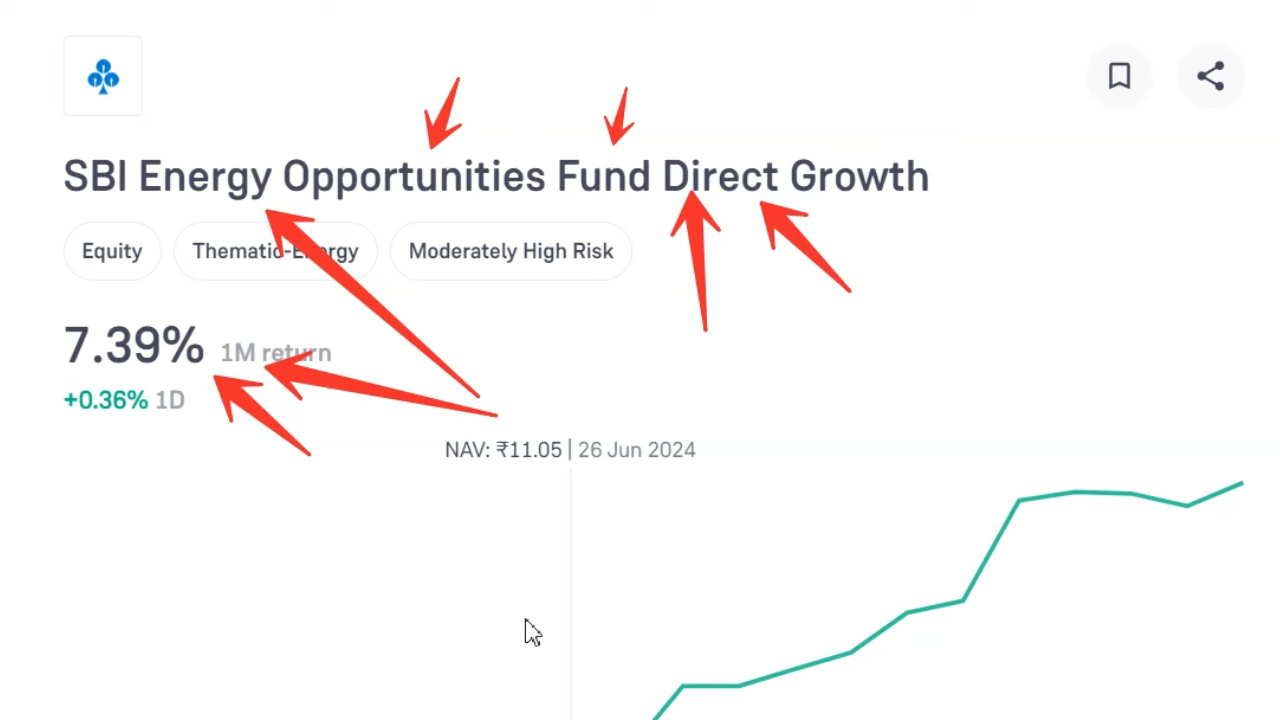 SBI Energy Opportunities Fund Direct Growth
Equity Thematic-Energy Moderately High Risk
7.39% 1M return
+0.36% 1D
NAV: ₹11.05 | 26 Jun 2024